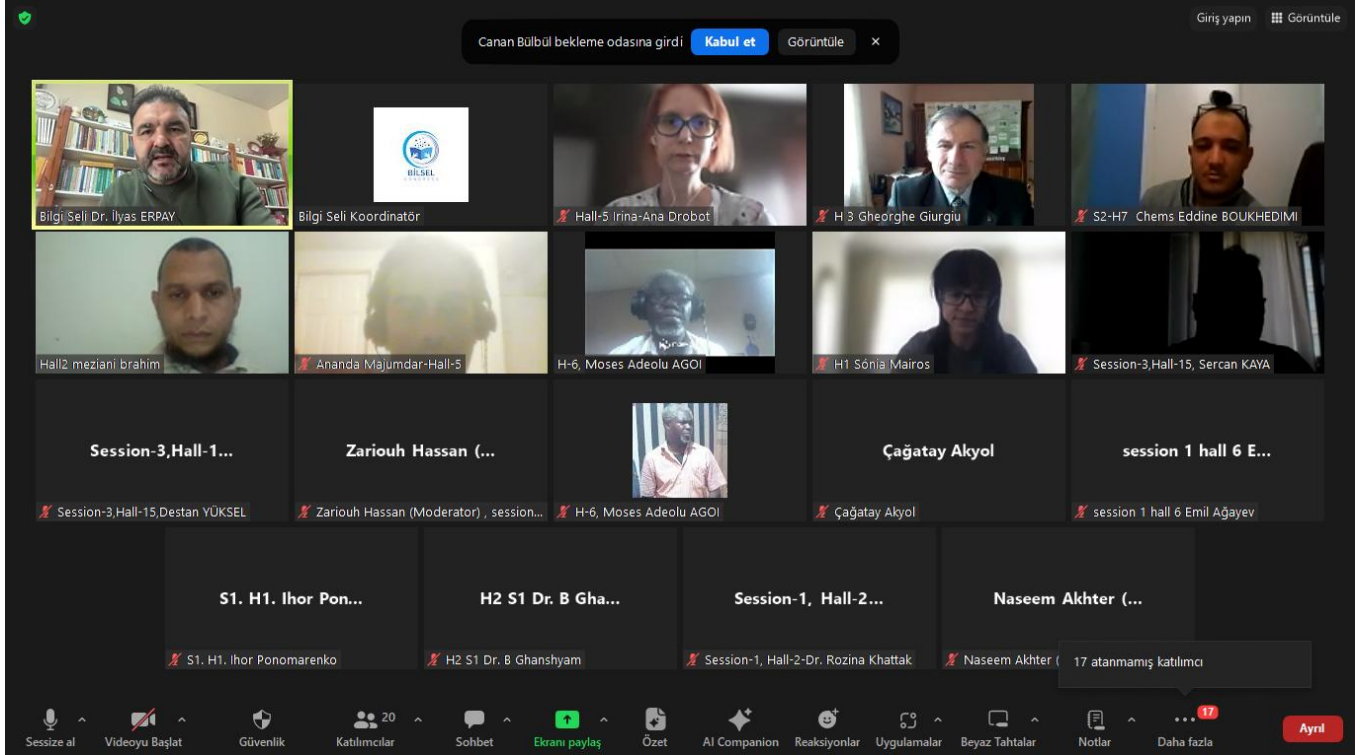 Giriş yapın
Görüntüle
Canan Bülbül bekleme odasına girdi
Kabul et
Görüntüle
Bilgi Seli Dr. İlyas ERPAY
BİLSEL
CONGRESS
Bilgi Seli Koordinatör
Hall-5 Irina-Ana Drobot
H 3 Gheorghe Giurgiu
S2-H7 Chems Eddine BOUKHEDIMI
Hall2 meziani brahim
Ananda Majumdar-Hall-5
H-6, Moses Adeolu AGOI
H1 Sónia Mairos
Session-3,Hall-15, Sercan KAYA
Session-3,Hall-1...
Session-3,Hall-15,Destan YÜKSEL
Zariouh Hassan (...
Zariouh Hassan (Moderator) , session...
H-6, Moses Adeolu AGOI
Çağatay Akyol
Çağatay Akyol
session 1 hall 6 E...
session 1 hall 6 Emil Ağayev
S1. H1. Ihor Pon...
S1. H1. Ihor Ponomarenko
H2 S1 Dr. B Gha...
H2 S1 Dr. B Ghanshyam
Session-1, Hall-2...
Session-1, Hall-2-Dr. Rozina Khattak
Naseem Akhter (...
Naseem Akhter (
17 atanmamış katılımcı
Sessize al
Videoyu Başlat
Güvenlik
20
Katılımcılar
Sohbet
Ekranı paylaş
Özet
AI Companion
Reaksiyonlar
Uygulamalar
Beyaz Tahtalar
Notlar
17
Daha fazla
Ayrıl